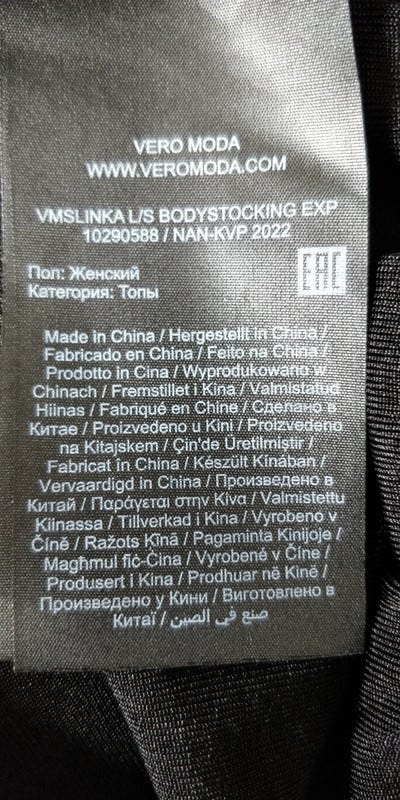 VERO MODA
WWW.VEROMODA.COM
VMSLINKA L/S BODYSTOCKING EXP
10290588 / NAN-KVP 2022
Пол: Женский
Категория: Топы
EAC
Made in China / Hergestellt in China /
Fabricado en China / Feito na China /
Prodotto in Cina / Wyprodukowano w
Chinach / Fremstillet i Kina / Valmistatud
Hiinas / Fabriqué en Chine / Сделано в
Китае / Proizvedeno u Kini / Proizvedeno
na Kitajskem / Çin'de Üretilmiştir /
Fabricat în China / Készült Kínában /
Vervaardigd in China / Произведено в
Китай / Παράγεται στην Κίνα / Valmistettu
Kiinassa / Tillverkad i Kina / Vyrobeno v
Číně / Ražots Ķīnā / Pagaminta Kinijoje /
Magħmul fiċ-Ċina / Vyrobené v Číne /
Produsert i Kina / Prodhuar në Kinë /
Произведено у Кини / Виготовлено в
Китаї / صنع في الصين